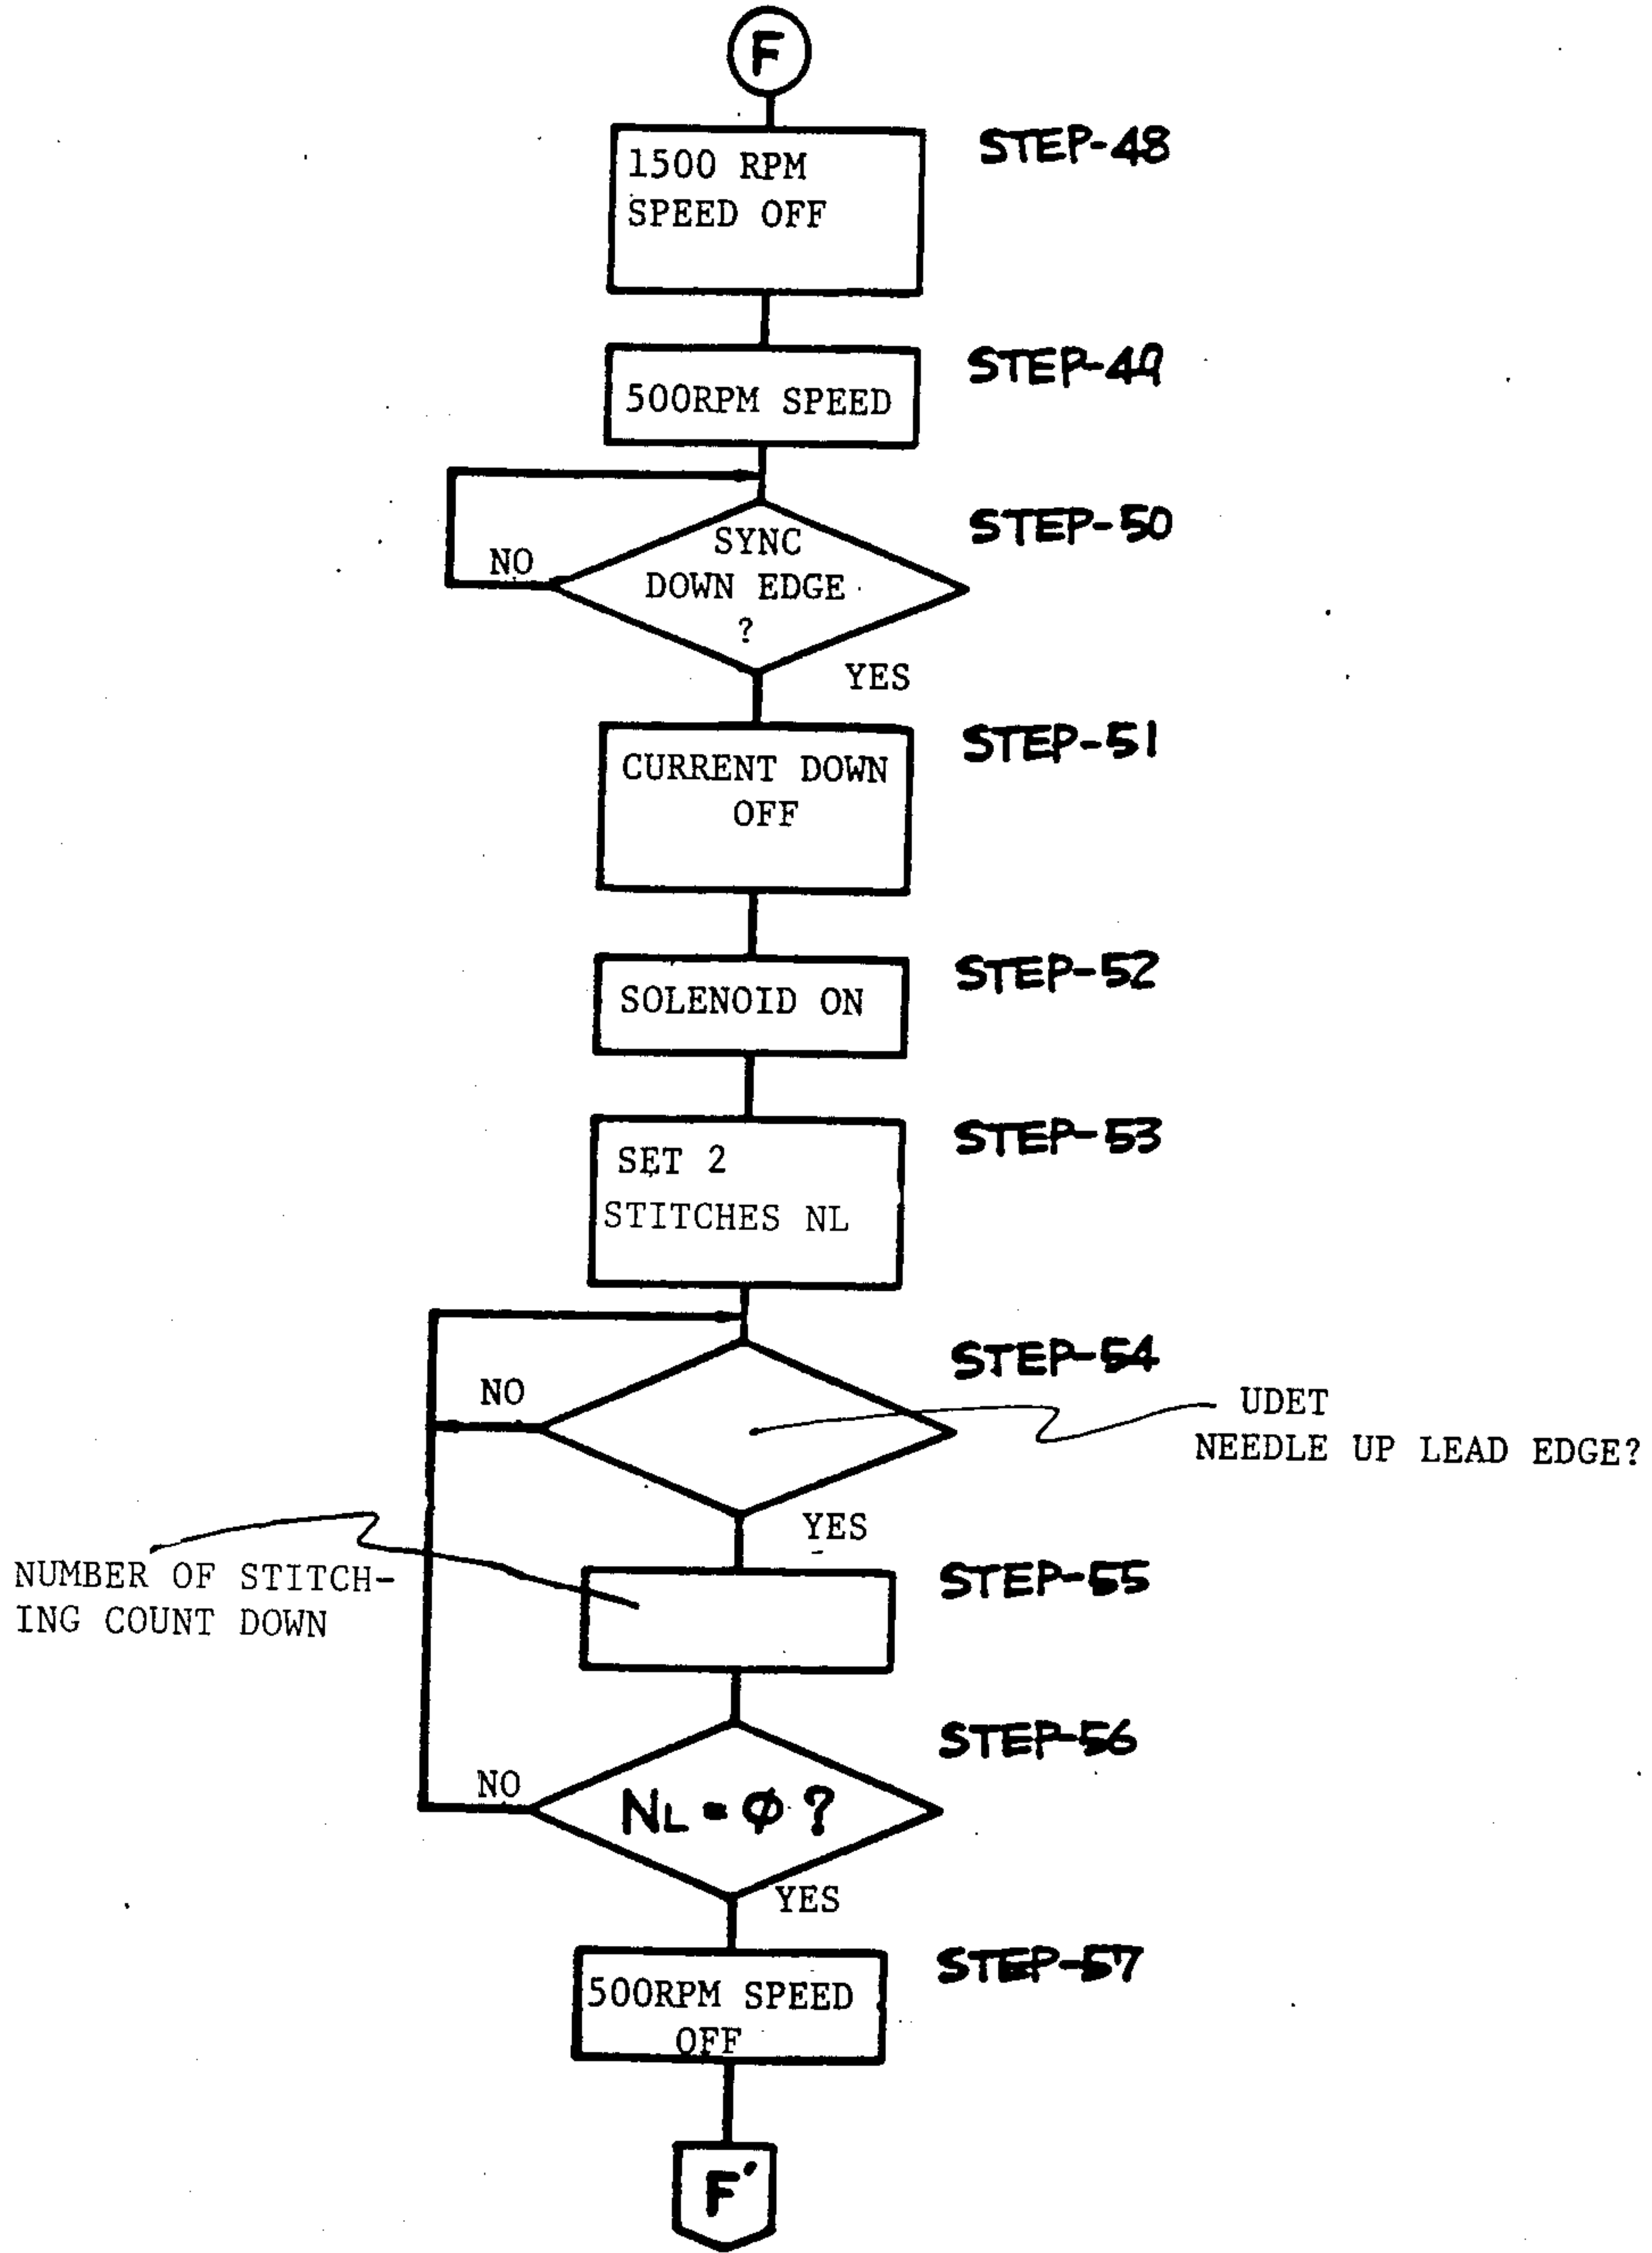 F
1500 RPM
SPEED OFF
STEP-48
500RPM SPEED
STEP-49
SYNC
DOWN EDGE
?
NO
YES
STEP-50
CURRENT DOWN
OFF
STEP-51
SOLENOID ON
STEP-52
SET 2
STITCHES NL
STEP-53
NO
YES
STEP-54
UDET
NEEDLE UP LEAD EDGE?
NUMBER OF STITCH-
ING COUNT DOWN
STEP-55
NL = Ø ?
NO
YES
STEP-56
500RPM SPEED
OFF
STEP-57
F'